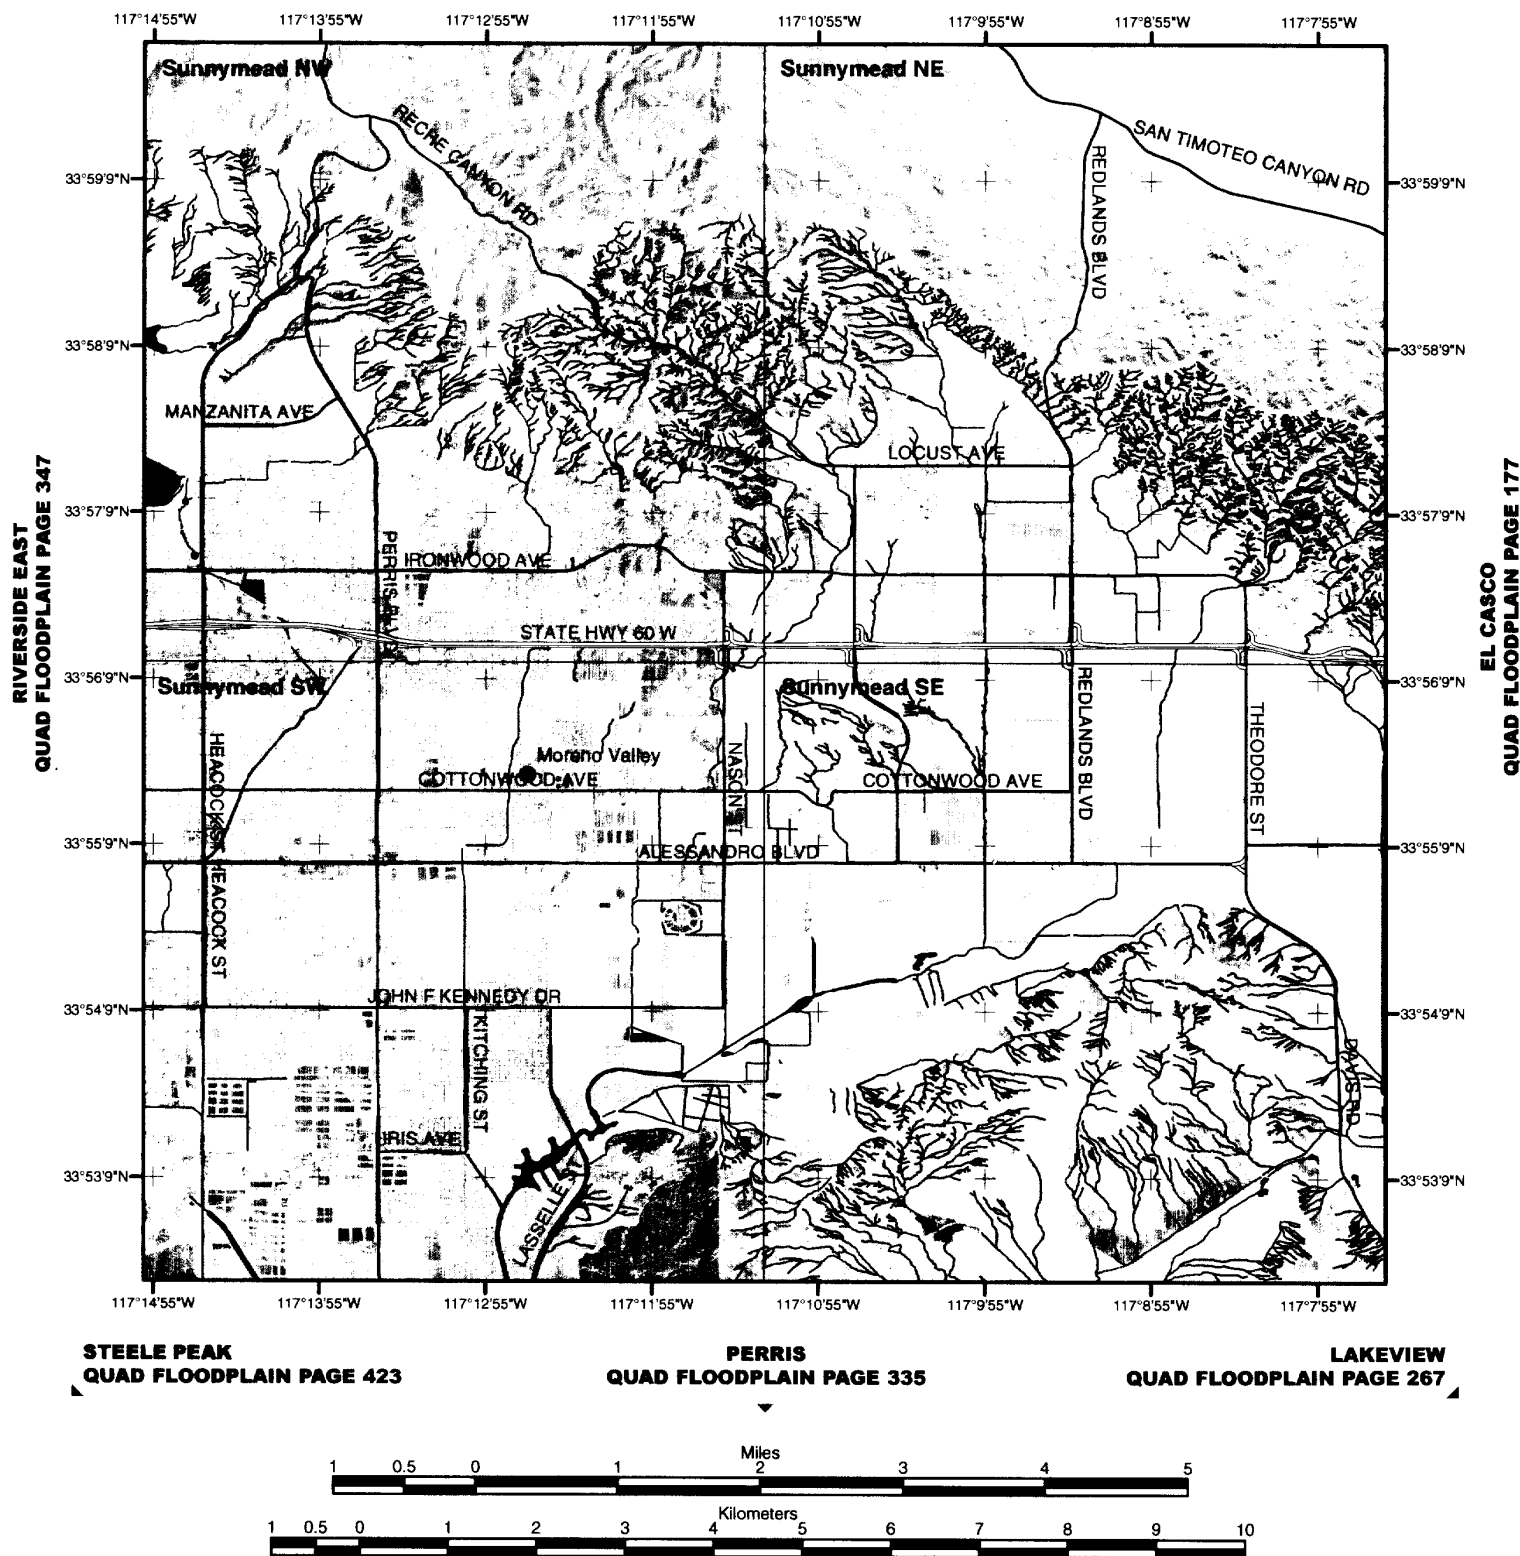 117°14'55"W 117°13'55"W 117°12'55"W 117°11'55"W 117°10'55"W 117°9'55"W 117°8'55"W 117°7'55"W
Sunnymead NW
Sunnymead NE
RECHE CANYON RD
SAN TIMOTEO CANYON RD
REDLANDS BLVD
33°59'9"N
33°59'9"N
33°58'9"N
33°58'9"N
MANZANITA AVE
LOCUST AVE
RIVERSIDE EAST
QUAD FLOODPLAIN PAGE 347
EL CASCO
QUAD FLOODPLAIN PAGE 177
33°57'9"N
33°57'9"N
PERRIS BLVD
IRONWOOD AVE
STATE HWY 60 W
33°56'9"N
33°56'9"N
Sunnymead SW
Sunnymead SE
REDLANDS BLVD
THEODORE ST
HEACOCK ST
NASON ST
Moreno Valley
COTTONWOOD AVE
COTTONWOOD AVE
33°55'9"N
33°55'9"N
ALESSANDRO BLVD
HEACOCK ST
JOHN F KENNEDY DR
33°54'9"N
33°54'9"N
KITCHING ST
DAVIS RD
IRIS AVE
33°53'9"N
33°53'9"N
LASSELLE ST
117°14'55"W 117°13'55"W 117°12'55"W 117°11'55"W 117°10'55"W 117°9'55"W 117°8'55"W 117°7'55"W
STEELE PEAK
QUAD FLOODPLAIN PAGE 423
PERRIS
QUAD FLOODPLAIN PAGE 335
LAKEVIEW
QUAD FLOODPLAIN PAGE 267
Miles
1 0.5 0 1 2 3 4 5
Kilometers
1 0.5 0 1 2 3 4 5 6 7 8 9 10